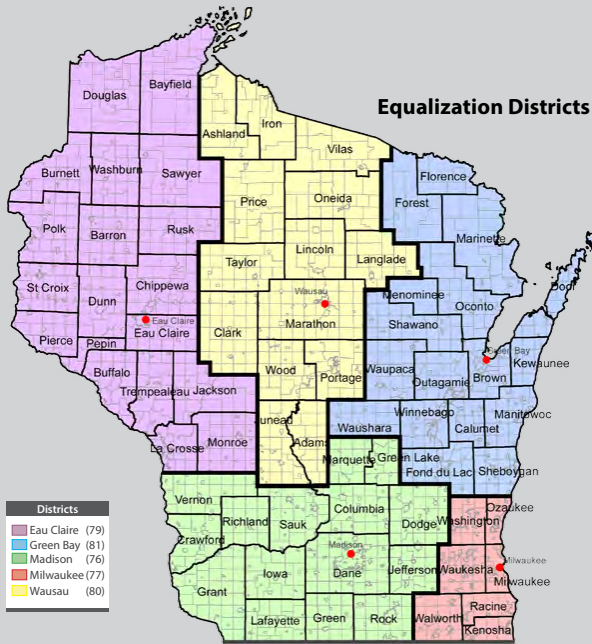 Equalization Districts
Bayfield
Douglas
Iron
Ashland
Vilas
Burnett
Washburn
Sawyer
Florence
Forest
Price
Oneida
Polk
Barron
Rusk
Marinette
Lincoln
Taylor
Langlade
St Croix
Dunn
Chippewa
Wausau
Menominee
Oconto
Door
Eau Claire
Eau Claire
Clark
Marathon
Shawano
Pierce
Pepin
Green Bay
Buffalo
Wood
Portage
Waupaca
Outagamie
Brown
Kewaunee
Trempealeau
Jackson
Juneau
Adams
Waushara
Winnebago
Calumet
Manitowoc
La Crosse
Monroe
Marquette
Green Lake
Fond du Lac
Sheboygan
Vernon
Richland
Sauk
Columbia
Dodge
Washington
Ozaukee
Crawford
Madison
Dane
Jefferson
Waukesha
Milwaukee
Milwaukee
Grant
Iowa
Lafayette
Green
Rock
Walworth
Racine
Kenosha
Districts
Eau Claire (79)
Green Bay (81)
Madison (76)
Milwaukee (77)
Wausau (80)